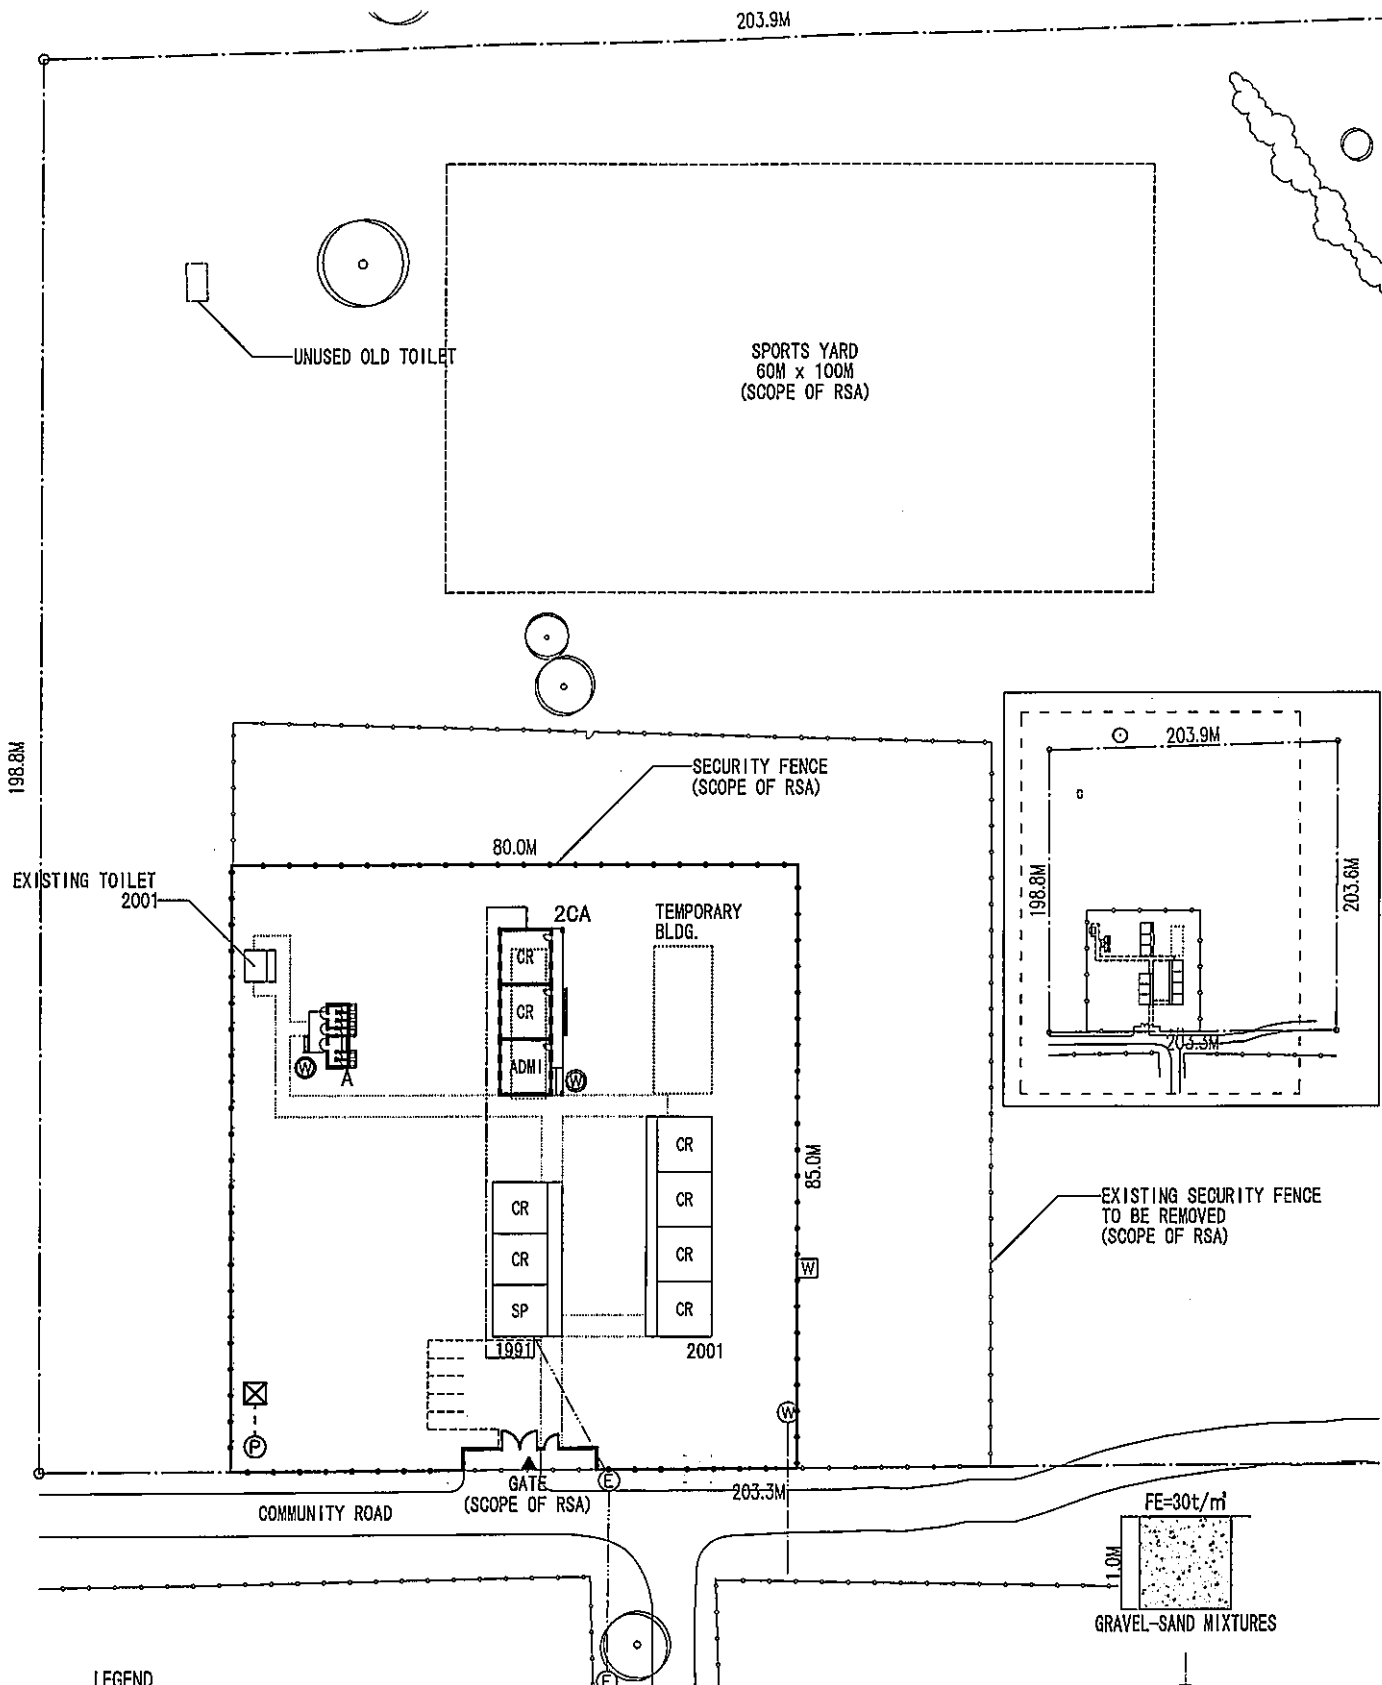 203.9M
UNUSED OLD TOILET
SPORTS YARD
60M x 100M
(SCOPE OF RSA)
198.8M
SECURITY FENCE
(SCOPE OF RSA)
80.0M
EXISTING TOILET
2001
2CA
TEMPORARY
BLDG.
CR
CR
ADMI
W
W
A
CR
CR
CR
CR
CR
CR
SP
1991
2001
85.0M
W
W
P
E
GATE
(SCOPE OF RSA)
203.3M
COMMUNITY ROAD
203.9M
198.8M
203.6M
203.3M
EXISTING SECURITY FENCE
TO BE REMOVED
(SCOPE OF RSA)
FE=30t/㎡
1.0M
GRAVEL-SAND MIXTURES
E
LEGEND